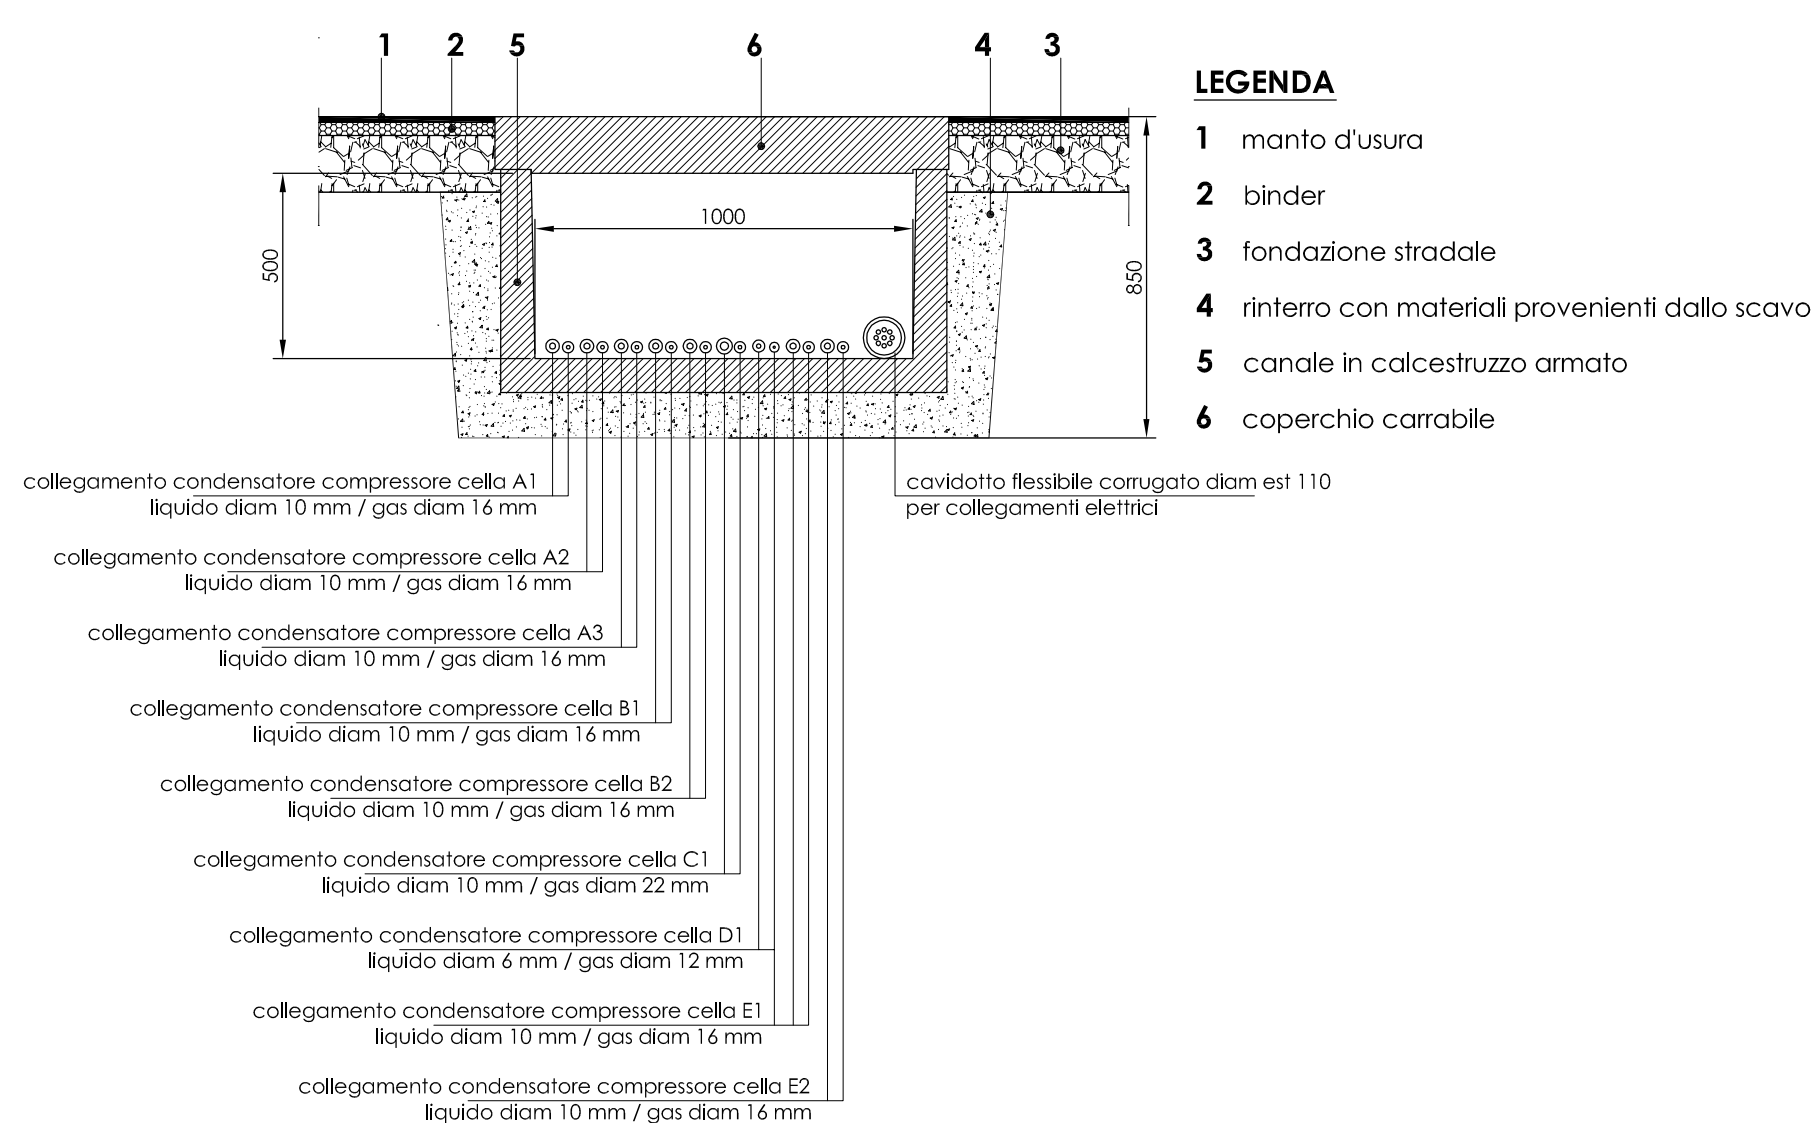 1 2 5 6 4 3
LEGENDA
1 manto d'usura
2 binder
3 fondazione stradale
4 rinterro con materiali provenienti dallo scavo
5 canale in calcestruzzo armato
6 coperchio carrabile
1000
500
850
collegamento condensatore compressore cella A1
liquido diam 10 mm / gas diam 16 mm
cavidotto flessibile corrugato diam est 110
per collegamenti elettrici
collegamento condensatore compressore cella A2
liquido diam 10 mm / gas diam 16 mm
collegamento condensatore compressore cella A3
liquido diam 10 mm / gas diam 16 mm
collegamento condensatore compressore cella B1
liquido diam 10 mm / gas diam 16 mm
collegamento condensatore compressore cella B2
liquido diam 10 mm / gas diam 16 mm
collegamento condensatore compressore cella C1
liquido diam 10 mm / gas diam 22 mm
collegamento condensatore compressore cella D1
liquido diam 6 mm / gas diam 12 mm
collegamento condensatore compressore cella E1
liquido diam 10 mm / gas diam 16 mm
collegamento condensatore compressore cella E2
liquido diam 10 mm / gas diam 16 mm